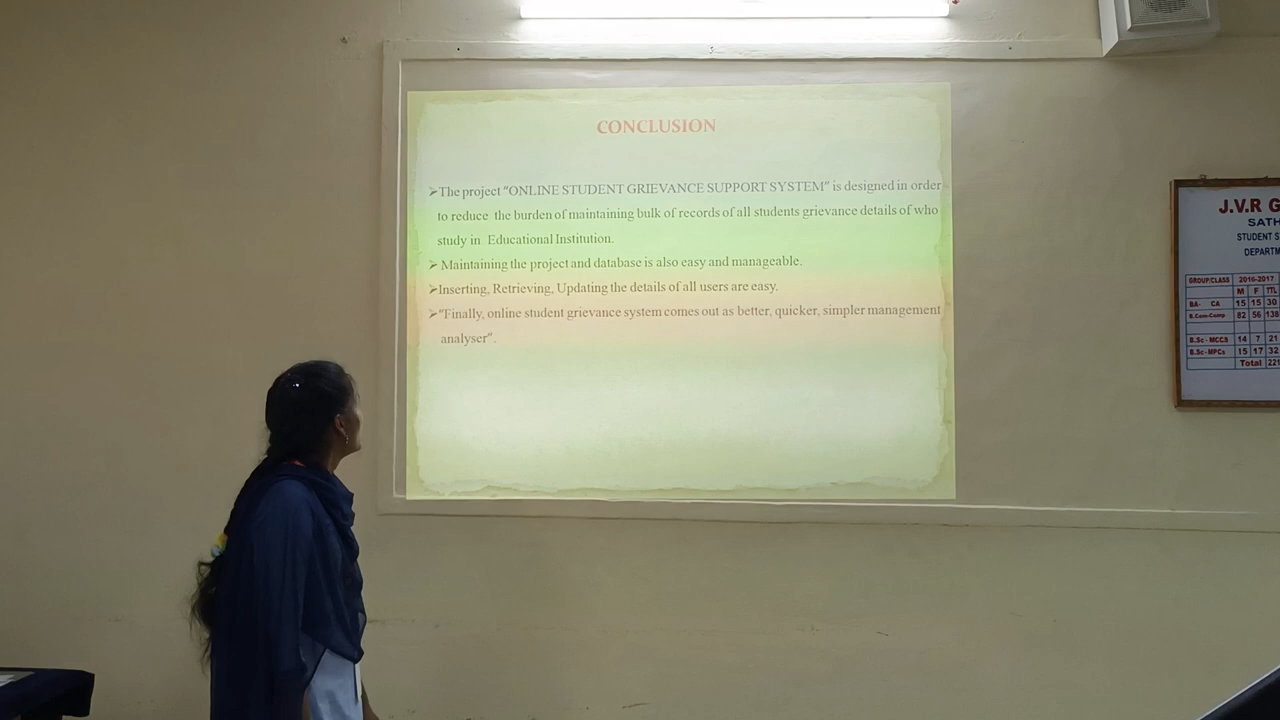 CONCLUSION
➢The project "ONLINE STUDENT GRIEVANCE SUPPORT SYSTEM" is designed in order
to reduce the burden of maintaining bulk of records of all students grievance details of who
study in Educational Institution.
➢ Maintaining the project and database is also easy and manageable.
➢Inserting, Retrieving, Updating the details of all users are easy.
➢"Finally, online student grievance system comes out as better, quicker, simpler management
analyser".
J.V.R G
SATH
STUDENT S
DEPARTM
GROUP/CLASS 2016-2017
M F TTL
BA- CA 15 15 30
B.Com-Comp 82 56 138
B.Sc-MCCS 14 7 21
B.Sc-MPCs 15 17 32
Total 221